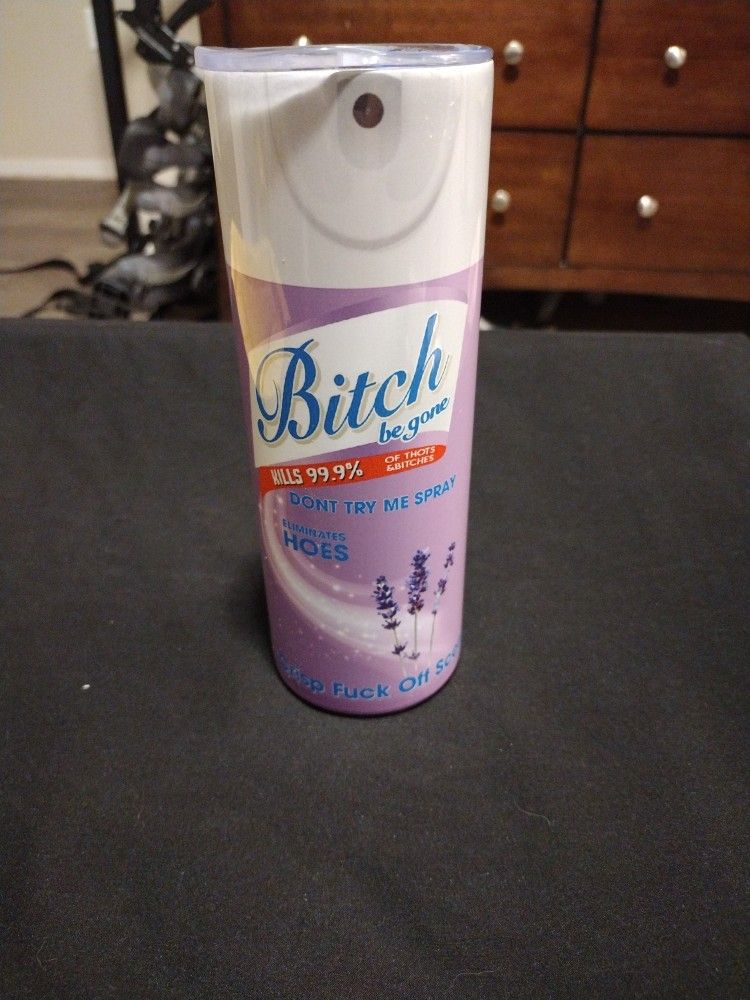 Bitch
be gone
KILLS 99.9% OF THOTS
&BITCHES
DONT TRY ME SPRAY
ELIMINATES
HOES
Fuck Off